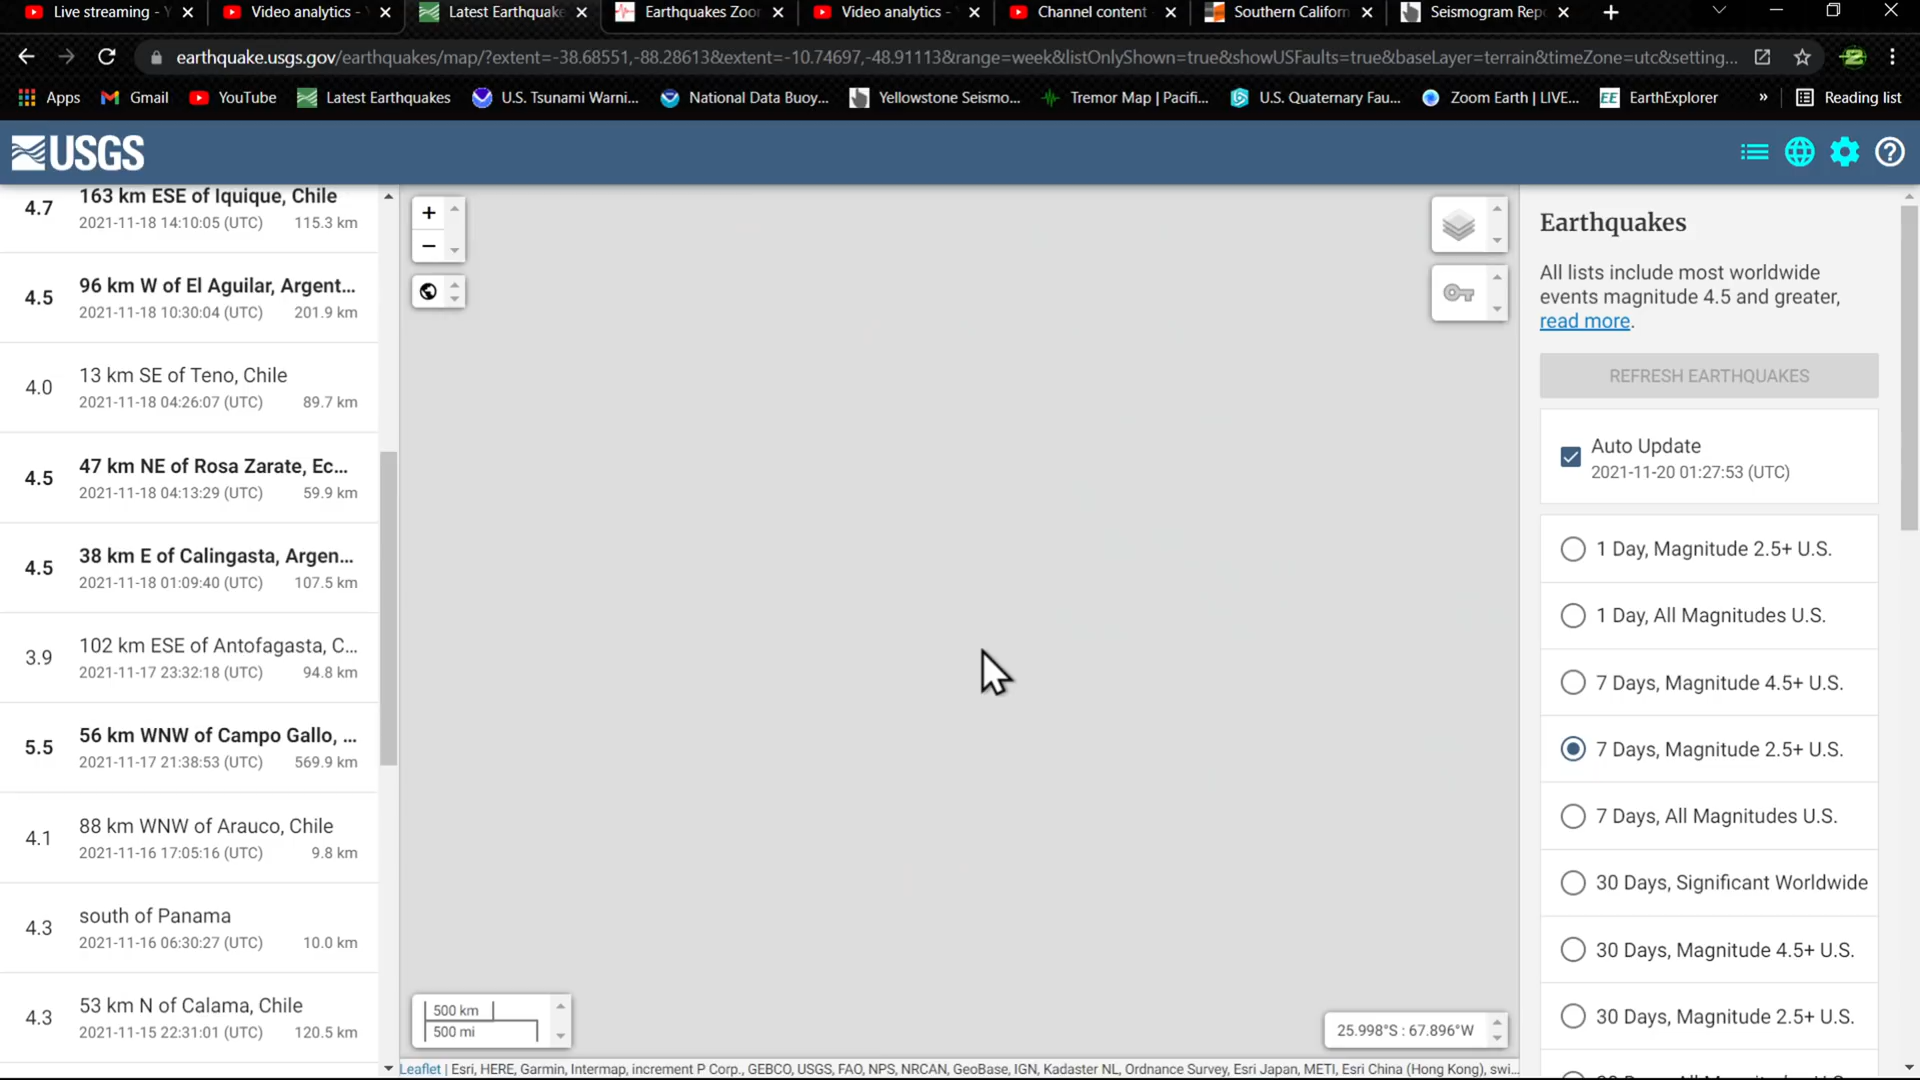 Live streaming - Y
Video analytics -
Latest Earthquake
Earthquakes Zoo
Video analytics -
Channel content
Southern Californ
Seismogram Rep
earthquake.usgs.gov/earthquakes/map/?extent=-38.68551,-88.28613&extent=-10.74697,-48.91113&range=week&listOnlyShown=true&showUSFaults=true&baseLayer=terrain&timeZone=utc&setting...
Apps
Gmail
YouTube
Latest Earthquakes
U.S. Tsunami Warni...
National Data Buoy...
Yellowstone Seismo...
Tremor Map | Pacifi...
U.S. Quaternary Fau...
Zoom Earth | LIVE...
EE EarthExplorer
»
Reading list
USGS
4.7 163 km ESE of Iquique, Chile
2021-11-18 14:10:05 (UTC) 115.3 km
4.5 96 km W of El Aguilar, Argent...
2021-11-18 10:30:04 (UTC) 201.9 km
4.0 13 km SE of Teno, Chile
2021-11-18 04:26:07 (UTC) 89.7 km
4.5 47 km NE of Rosa Zarate, Ec...
2021-11-18 04:13:29 (UTC) 59.9 km
4.5 38 km E of Calingasta, Argen...
2021-11-18 01:09:40 (UTC) 107.5 km
3.9 102 km ESE of Antofagasta, C...
2021-11-17 23:32:18 (UTC) 94.8 km
5.5 56 km WNW of Campo Gallo, ...
2021-11-17 21:38:53 (UTC) 569.9 km
4.1 88 km WNW of Arauco, Chile
2021-11-16 17:05:16 (UTC) 9.8 km
4.3 south of Panama
2021-11-16 06:30:27 (UTC) 10.0 km
4.3 53 km N of Calama, Chile
2021-11-15 22:31:01 (UTC) 120.5 km
+
−
500 km
500 mi
25.998°S : 67.896°W
Leaflet | Esri, HERE, Garmin, Intermap, increment P Corp., GEBCO, USGS, FAO, NPS, NRCAN, GeoBase, IGN, Kadaster NL, Ordnance Survey, Esri Japan, METI, Esri China (Hong Kong), swi...
Earthquakes
All lists include most worldwide
events magnitude 4.5 and greater,
read more.
REFRESH EARTHQUAKES
Auto Update
2021-11-20 01:27:53 (UTC)
1 Day, Magnitude 2.5+ U.S.
1 Day, All Magnitudes U.S.
7 Days, Magnitude 4.5+ U.S.
7 Days, Magnitude 2.5+ U.S.
7 Days, All Magnitudes U.S.
30 Days, Significant Worldwide
30 Days, Magnitude 4.5+ U.S.
30 Days, Magnitude 2.5+ U.S.